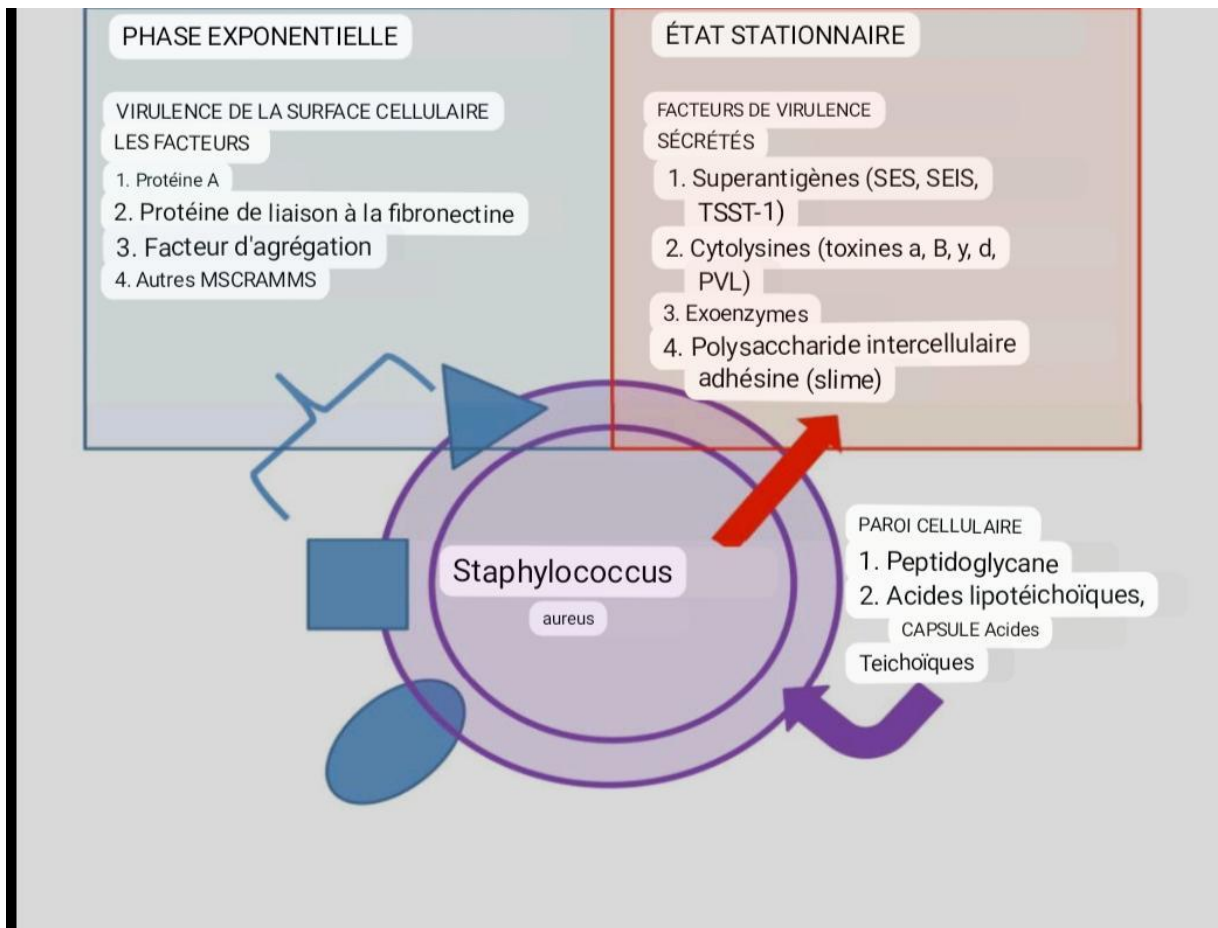 PHASE EXPONENTIELLE
VIRULENCE DE LA SURFACE CELLULAIRE
LES FACTEURS
1. Protéine A
2. Protéine de liaison à la fibronectine
3. Facteur d'agrégation
4. Autres MSCRAMMS
ÉTAT STATIONNAIRE
FACTEURS DE VIRULENCE
SÉCRÉTÉS
1. Superantigènes (SES, SEIS,
TSST-1)
2. Cytolysines (toxines a, B, y, d,
PVL)
3. Exoenzymes
4. Polysaccharide intercellulaire
adhésine (slime)
Staphylococcus
aureus
PAROI CELLULAIRE
1. Peptidoglycane
2. Acides lipotéichoïques,
CAPSULE Acides
Teichoïques